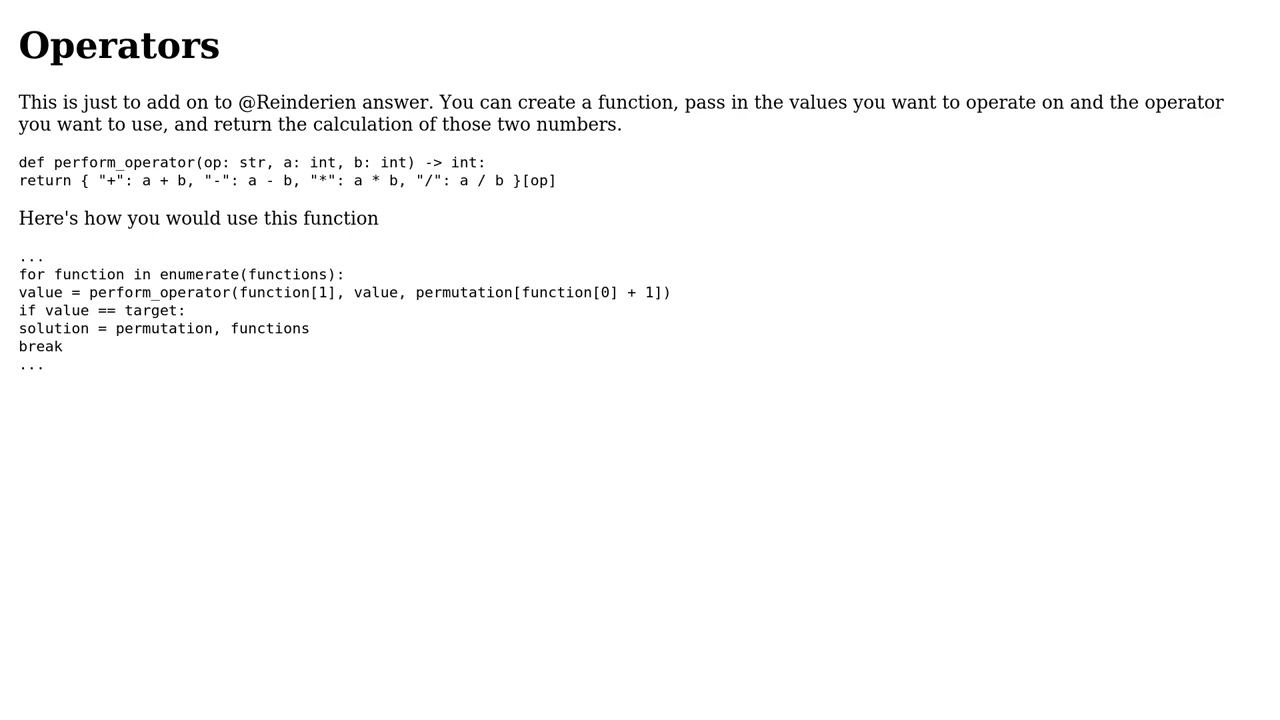 Operators
This is just to add on to @Reinderien answer. You can create a function, pass in the values you want to operate on and the operator
you want to use, and return the calculation of those two numbers.
def perform_operator(op: str, a: int, b: int) -> int:
return { "+": a + b, "-": a - b, "*": a * b, "/": a / b }[op]
Here's how you would use this function
...
for function in enumerate(functions):
value = perform_operator(function[1], value, permutation[function[0] + 1])
if value == target:
solution = permutation, functions
break
...